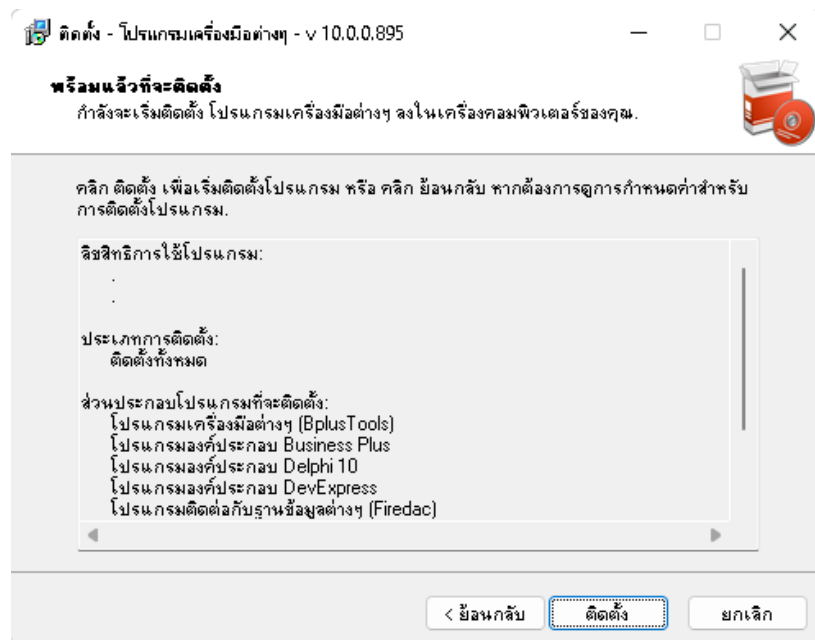 ติดตั้ง - โปรแกรมเครื่องมือต่างๆ - v 10.0.0.895
พร้อมแล้วที่จะติดตั้ง
กำลังจะเริ่มติดตั้ง โปรแกรมเครื่องมือต่างๆ ลงในเครื่องคอมพิวเตอร์ของคุณ.
คลิก ติดตั้ง เพื่อเริ่มติดตั้งโปรแกรม หรือ คลิก ย้อนกลับ หากต้องการดูการกำหนดค่าสำหรับ
การติดตั้งโปรแกรม.
ลิขสิทธิการใช้โปรแกรม:
.
.
ประเภทการติดตั้ง:
ติดตั้งทั้งหมด
ส่วนประกอบโปรแกรมที่จะติดตั้ง:
โปรแกรมเครื่องมือต่างๆ (BplusTools)
โปรแกรมองค์ประกอบ Business Plus
โปรแกรมองค์ประกอบ Delphi 10
โปรแกรมองค์ประกอบ DevExpress
โปรแกรมติดต่อกับฐานข้อมูลต่างๆ (Firedac)
< ย้อนกลับ ติดตั้ง ยกเลิก